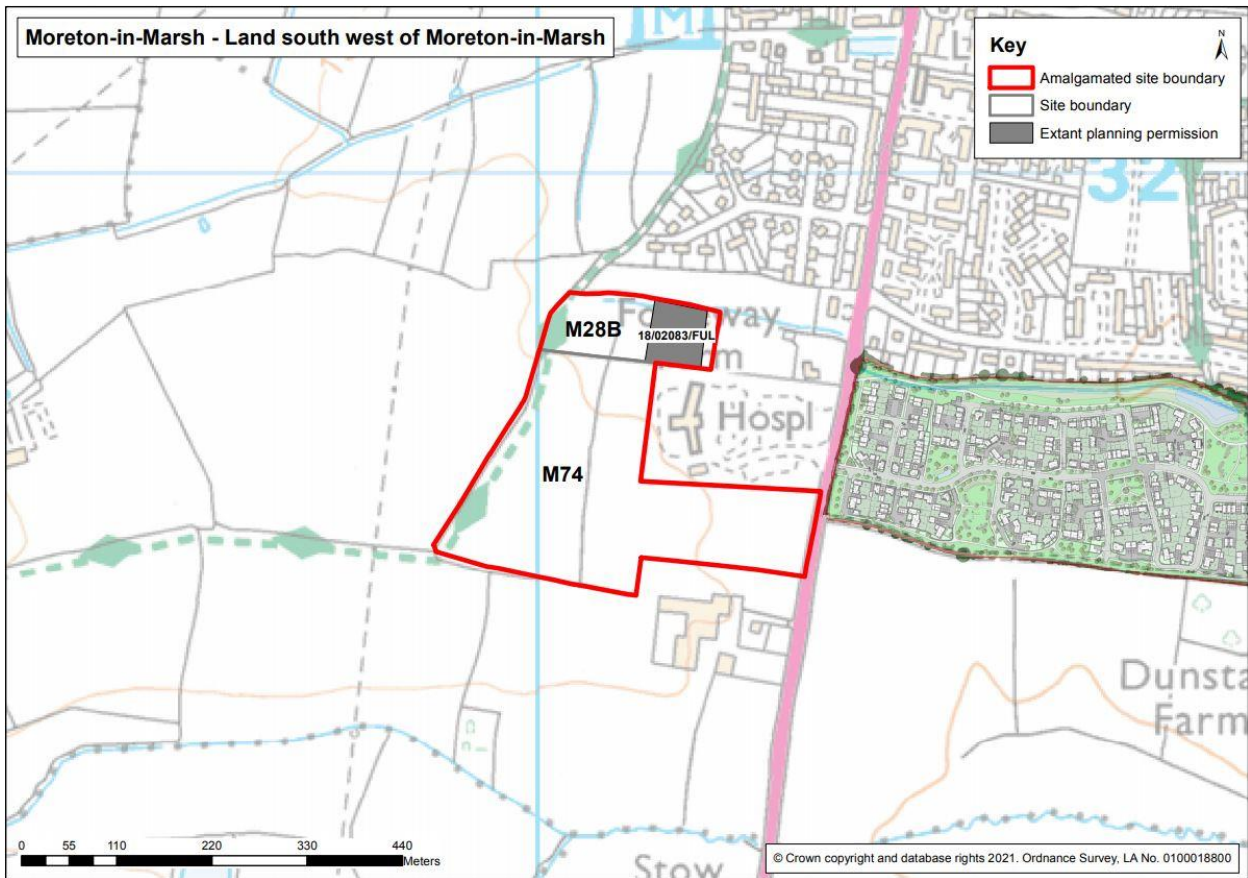 Moreton-in-Marsh - Land south west of Moreton-in-Marsh
M
Key
N
Amalgamated site boundary
Site boundary
Extant planning permission
32
M28B
18/02083/FUL
Hospl
M74
Dunsta
Farm
0 55 110 220 330 440
Meters
Stow
© Crown copyright and database rights 2021. Ordnance Survey, LA No. 0100018800